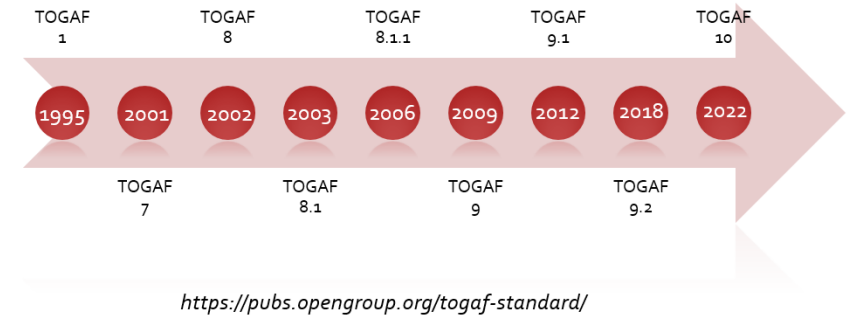 TOGAF
1
TOGAF
8
TOGAF
8.1.1
TOGAF
9.1
TOGAF
10
1995
2001
2002
2003
2006
2009
2012
2018
2022
TOGAF
7
TOGAF
8.1
TOGAF
9
TOGAF
9.2
https://pubs.opengroup.org/togaf-standard/